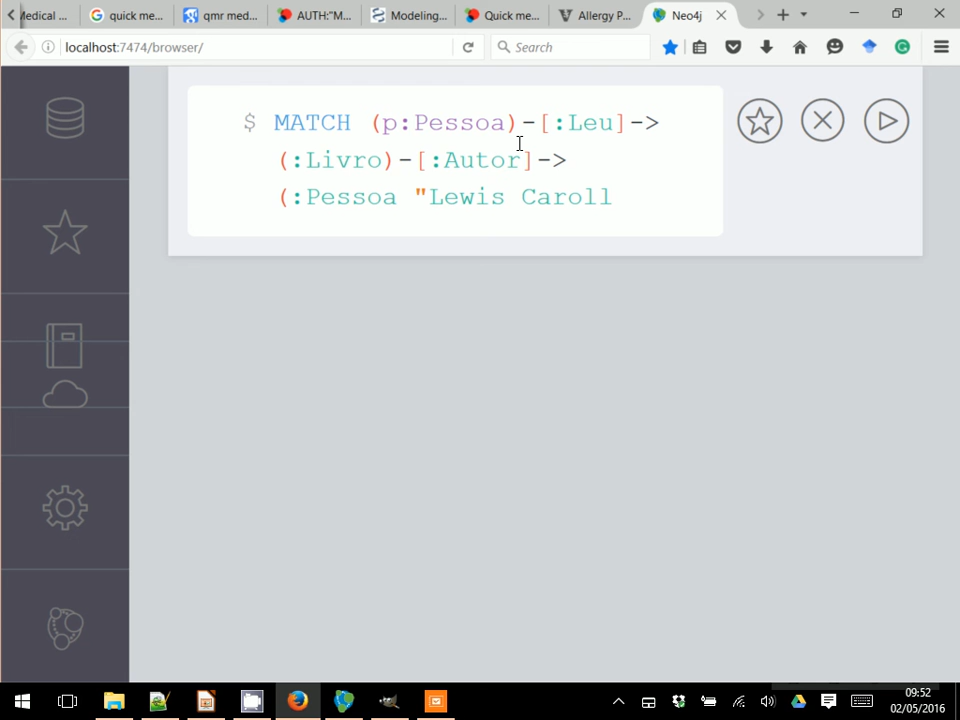 Medical ...
quick me...
qmr med...
AUTH:"M...
Modeling...
Quick me...
Allergy P...
Neo4j
localhost:7474/browser/
Search
$ MATCH (p:Pessoa)-[:Leu]->
(:Livro)-[:Autor]->
(:Pessoa "Lewis Caroll
09:52
02/05/2016